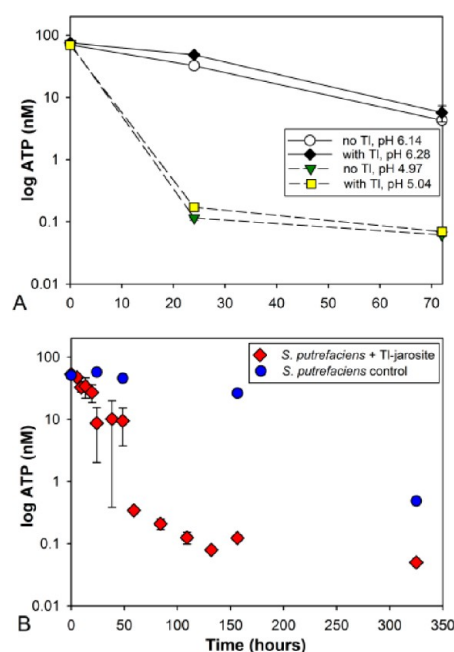 100
10
1
0.1
0.01
log ATP (nM)
no Tl, pH 6.14
with Tl, pH 6.28
no Tl, pH 4.97
with Tl, pH 5.04
0 10 20 30 40 50 60 70
A
100
10
1
0.1
0.01
log ATP (nM)
S. putrefaciens + Tl-jarosite
S. putrefaciens control
0 50 100 150 200 250 300 350
B
Time (hours)